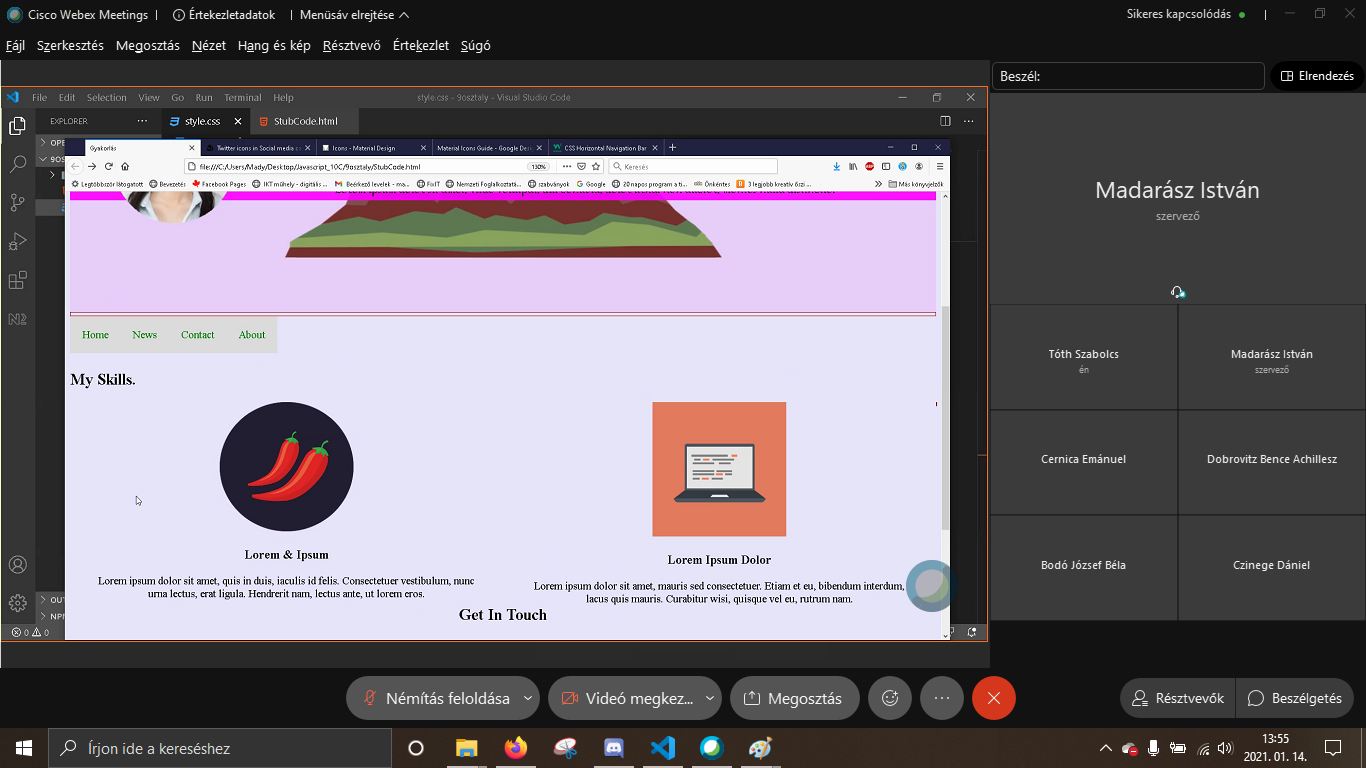 Cisco Webex Meetings | Értekezletadatok | Menüsáv elrejtése
Sikeres kapcsolódás
Fájl Szerkesztés Megosztás Nézet Hang és kép Résztvevő Értekezlet Súgó
Beszél:
Elrendezés
File Edit Selection View Go Run Terminal Help
style.css - 9osztaly - Visual Studio Code
EXPLORER
style.css
StubCode.html
Gyakorlás
Twitter icons in Social media
Icons - Material Design
Material Icons Guide - Google Des
CSS Horizontal Navigation Bar
file:///C:/Users/Mady/Desktop/Javascript_10C/9osztaly/StubCode.html
130%
Keresés
Legtöbbször látogatott Bevezetés Facebook Pages IKT műhely - digitális ... Beérkező levelek - ma... FuIT Nemzeti Foglalkoztatá... szabványok Google 20 napos program a ti... Önkéntes 3 legjobb kreatív őszi ... Más könyvjelzők
Home News Contact About
My Skills.
Lorem & Ipsum
Lorem ipsum dolor sit amet, quis in duis, iaculis id felis. Consectetuer vestibulum, nunc
urna lectus, erat ligula. Hendrerit nam, lectus ante, ut lorem eros.
Lorem Ipsum Dolor
Lorem ipsum dolor sit amet, mauris sed consectetuer. Etiam et eu, bibendum interdum,
lacus quis mauris. Curabitur wisi, quisque vel eu, rutrum nam.
Get In Touch
OUT
NPM
0 0
Madarász István
szervező
Tóth Szabolcs
én
Madarász István
szervező
Cernica Emánuel
Dobrovitz Bence Achillesz
Bodó József Béla
Czinege Dániel
Némítás feloldása
Videó megkez...
Megosztás
Résztvevők
Beszélgetés
Írjon ide a kereséshez
13:55
2021. 01. 14.